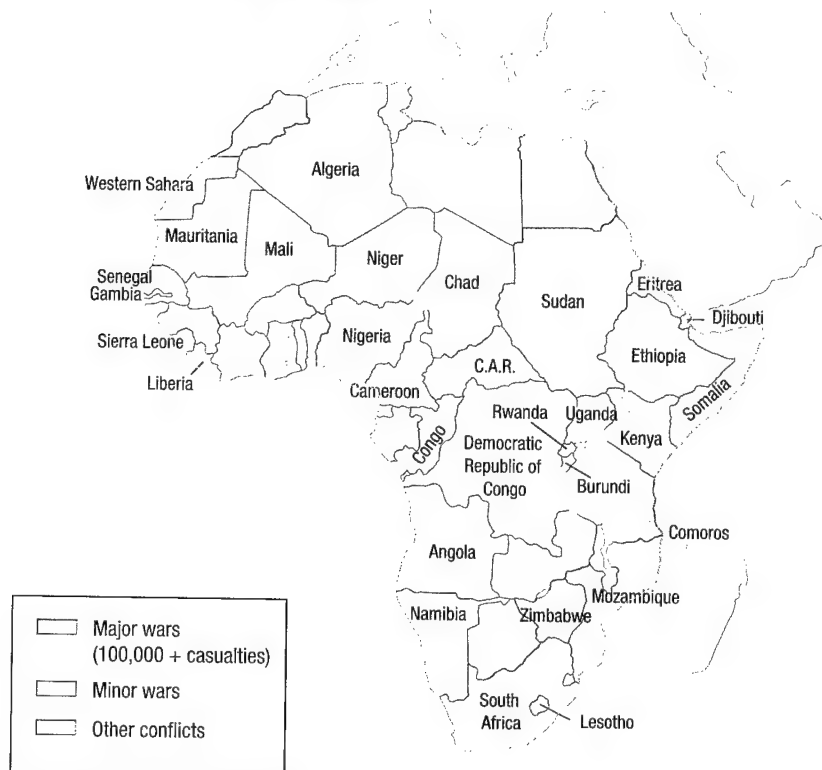 Western Sahara
Algeria
Mauritania
Mali
Niger
Chad
Sudan
Eritrea
Djibouti
Senegal
Gambia
Sierra Leone
Liberia
Nigeria
Ethiopia
Somalia
C.A.R.
Cameroon
Congo
Rwanda
Uganda
Kenya
Democratic
Republic of
Congo
Burundi
Comoros
Angola
Mozambique
Namibia
Zimbabwe
South
Africa
Lesotho
Major wars
(100,000 + casualties)
Minor wars
Other conflicts